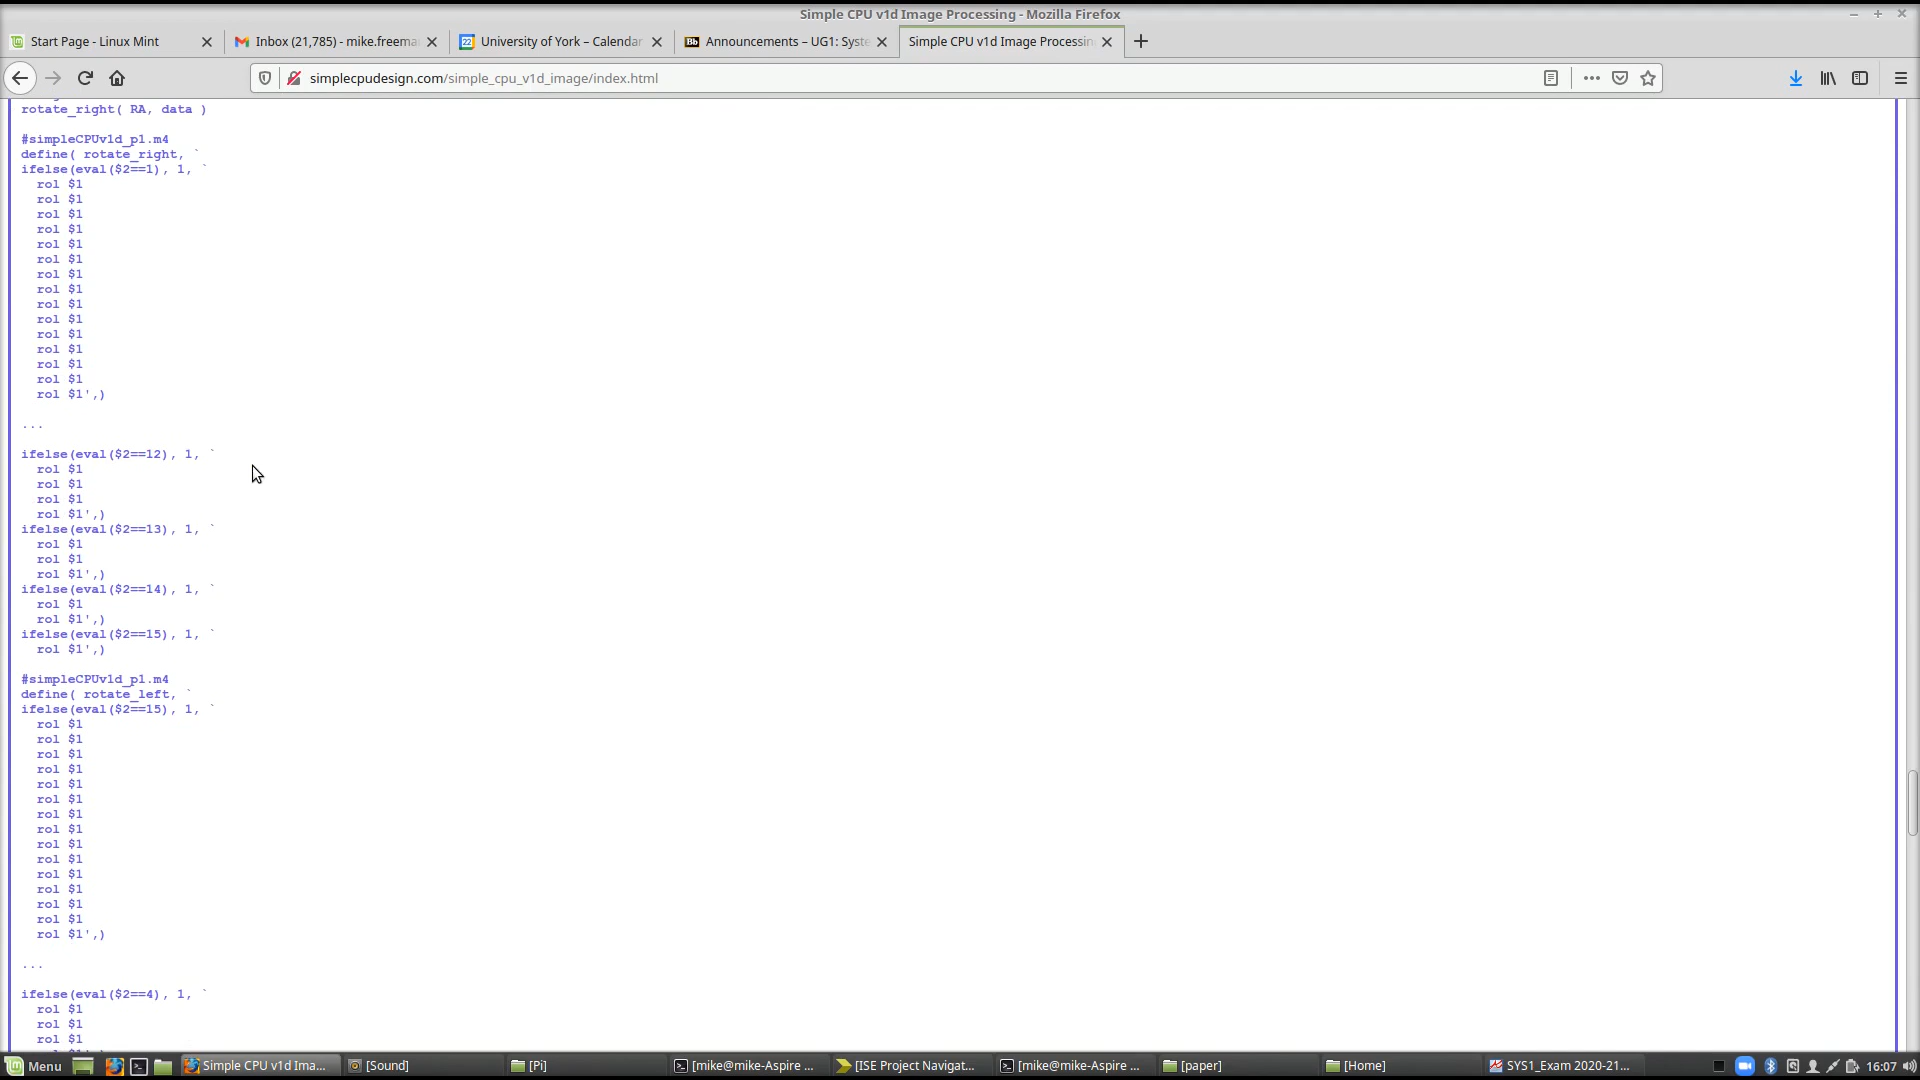 Simple CPU v1d Image Processing - Mozilla Firefox
Start Page - Linux Mint
Inbox (21,785) - mike.freema
University of York – Calendar
Announcements – UG1: Syste
Simple CPU v1d Image Processin
simplecpudesign.com/simple_cpu_v1d_image/index.html
rotate_right( RA, data )
#simpleCPUv1d_p1.m4
define( rotate_right, `
ifelse(eval($2==1), 1, `
rol $1
rol $1
rol $1
rol $1
rol $1
rol $1
rol $1
rol $1
rol $1
rol $1
rol $1
rol $1
rol $1
rol $1
rol $1',)
...
ifelse(eval($2==12), 1, `
rol $1
rol $1
rol $1
rol $1',)
ifelse(eval($2==13), 1, `
rol $1
rol $1
rol $1',)
ifelse(eval($2==14), 1, `
rol $1
rol $1',)
ifelse(eval($2==15), 1, `
rol $1',)
#simpleCPUv1d_p1.m4
define( rotate_left, `
ifelse(eval($2==15), 1, `
rol $1
rol $1
rol $1
rol $1
rol $1
rol $1
rol $1
rol $1
rol $1
rol $1
rol $1
rol $1
rol $1
rol $1
rol $1',)
...
ifelse(eval($2==4), 1, `
rol $1
rol $1
rol $1
Menu
Simple CPU v1d Ima...
[Sound]
[Pi]
[mike@mike-Aspire ...
[ISE Project Navigat...
[mike@mike-Aspire ...
[paper]
[Home]
SYS1_Exam 2020-21...
16:07